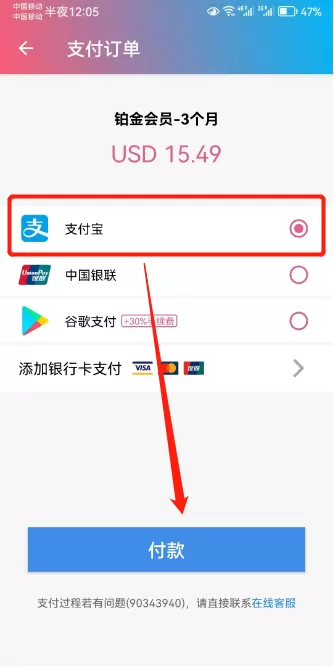 中国移动
中国移动
半夜12:05
47%
支付订单
铂金会员-3个月
USD 15.49
支付宝
UnionPay
银联
中国银联
谷歌支付 +30%手续费
添加银行卡支付 VISA 银联
付款
支付过程若有问题(90343940)，请直接联系在线客服